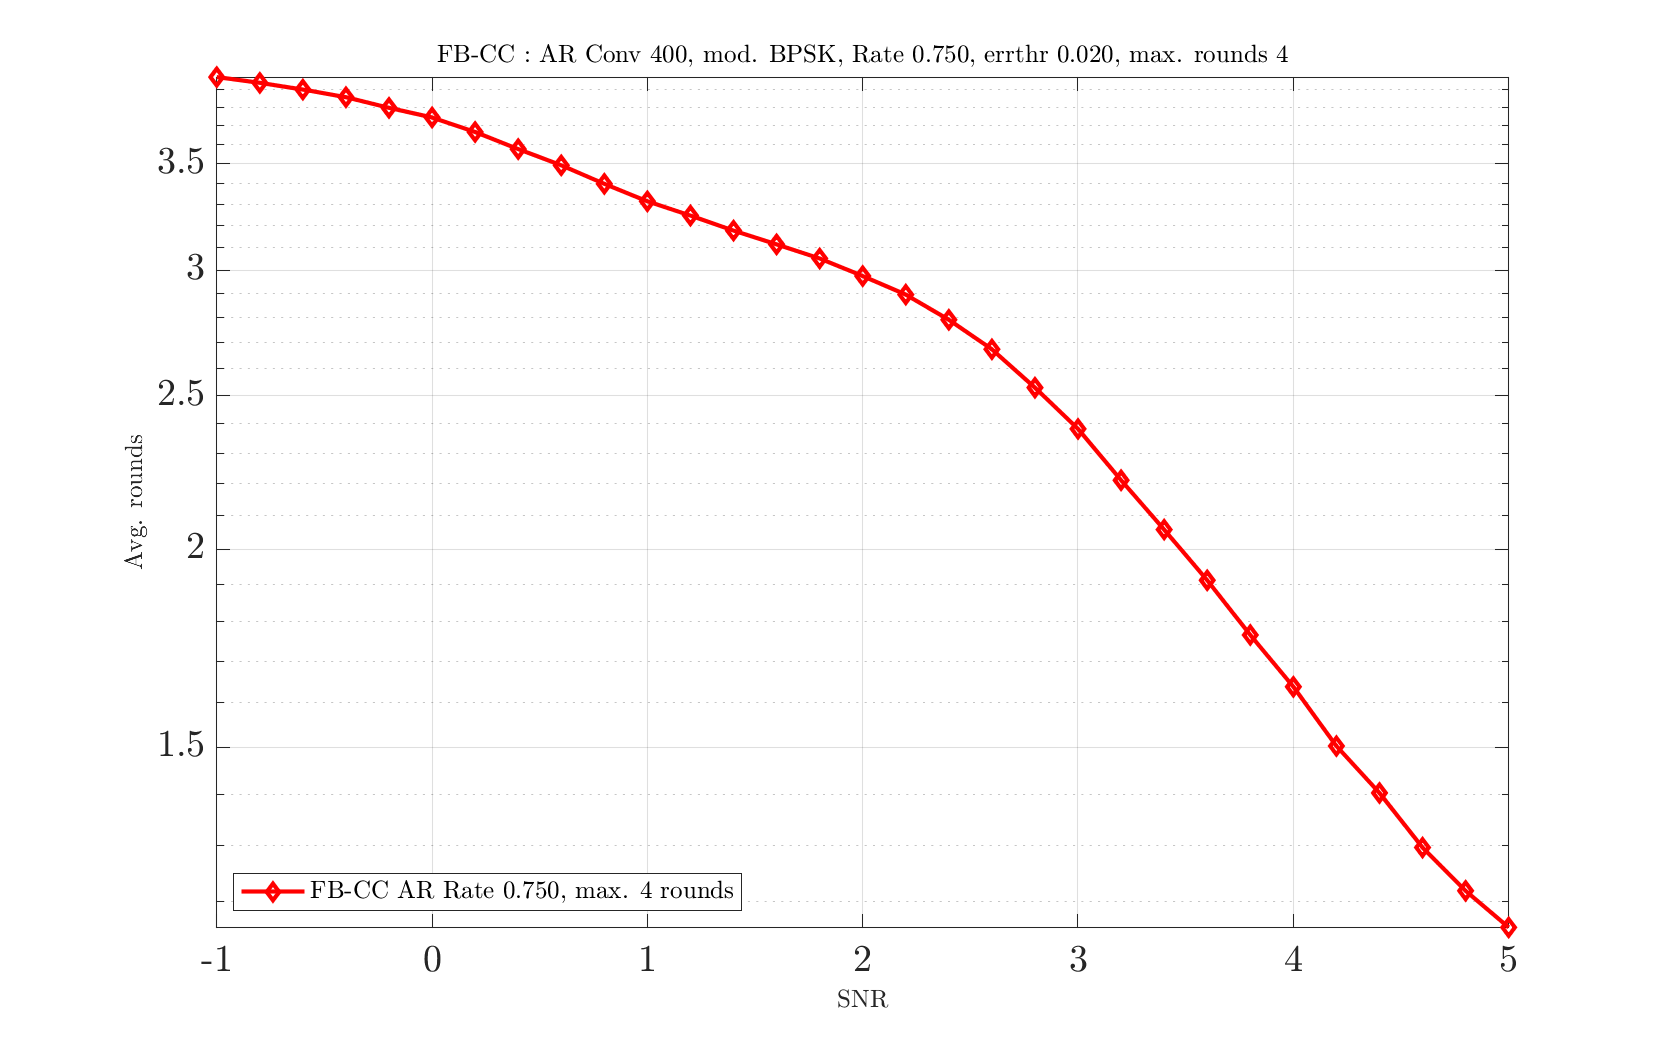 FB-CC : AR Conv 400, mod. BPSK, Rate 0.750, errthr 0.020, max. rounds 4
3.5
3
2.5
2
1.5
Avg. rounds
FB-CC AR Rate 0.750, max. 4 rounds
-1 0 1 2 3 4 5
SNR